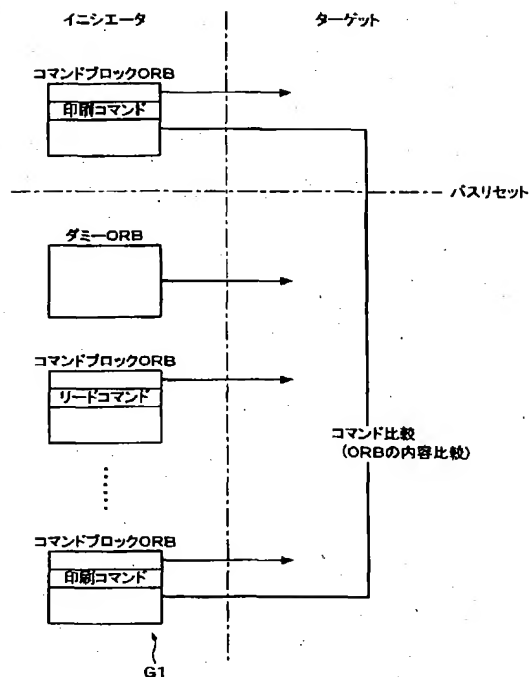 イニシエータ
ターゲット
コマンドブロックORB
印刷コマンド
バスリセット
ダミーORB
コマンドブロックORB
リードコマンド
コマンド比較
(ORBの内容比較)
コマンドブロックORB
印刷コマンド
G1